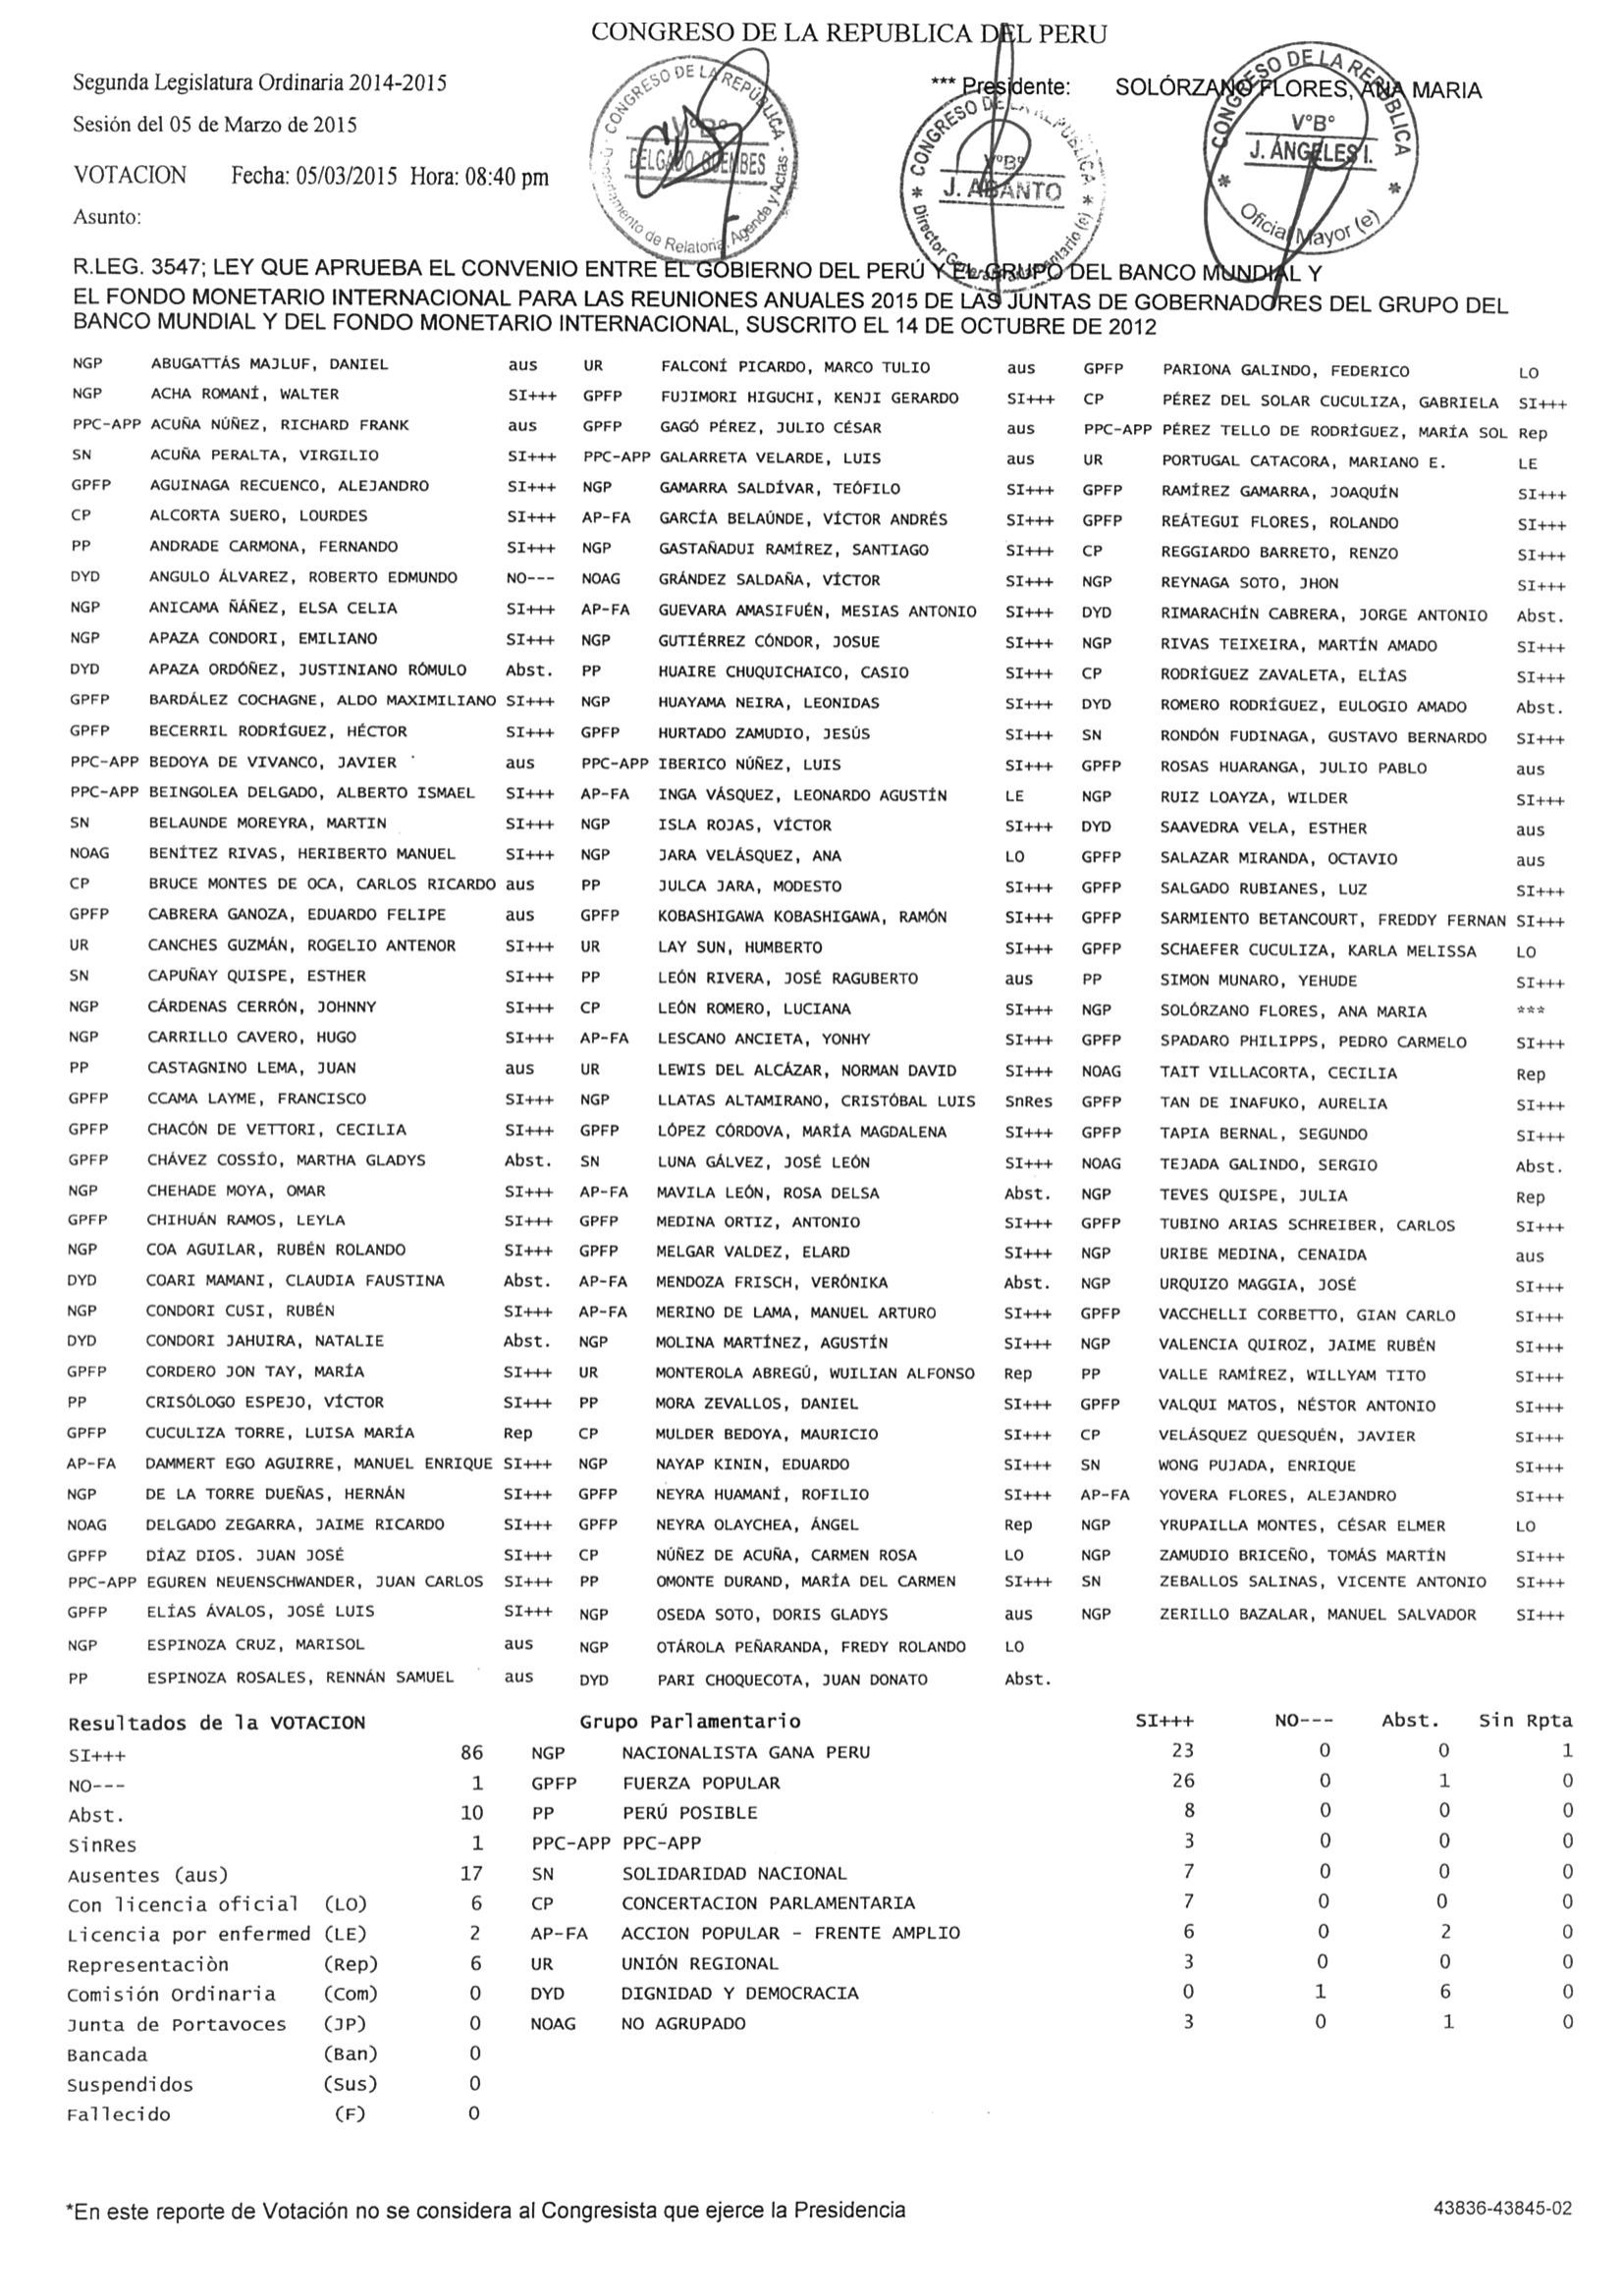 CONGRESO DE LA REPUBLICA DEL PERU
Segunda Legislatura Ordinaria 2014-2015
*** Presidente: SOLÓRZANO FLORES, ANA MARIA
Sesión del 05 de Marzo de 2015
VOTACION Fecha: 05/03/2015 Hora: 08:40 pm
Asunto:
CONGRESO DE LA REPÚBLICA
V°B°
DELGADO GUEMBES
Departamento de Relatoria, Agenda y Actas
CONGRESO DE LA REPUBLICA
V°B°
J. ABANTO
Director General Parlamentario (e)
CONGRESO DE LA REPÚBLICA
V°B°
J. ÁNGELES I.
Oficial Mayor (e)
R.LEG. 3547; LEY QUE APRUEBA EL CONVENIO ENTRE EL GOBIERNO DEL PERÚ Y EL GRUPO DEL BANCO MUNDIAL Y
EL FONDO MONETARIO INTERNACIONAL PARA LAS REUNIONES ANUALES 2015 DE LAS JUNTAS DE GOBERNADORES DEL GRUPO DEL
BANCO MUNDIAL Y DEL FONDO MONETARIO INTERNACIONAL, SUSCRITO EL 14 DE OCTUBRE DE 2012
NGP ABUGATTÁS MAJLUF, DANIEL aus UR FALCONÍ PICARDO, MARCO TULIO aus GPFP PARIONA GALINDO, FEDERICO LO
NGP ACHA ROMANÍ, WALTER SI+++ GPFP FUJIMORI HIGUCHI, KENJI GERARDO SI+++ CP PÉREZ DEL SOLAR CUCULIZA, GABRIELA SI+++
PPC-APP ACUÑA NÚÑEZ, RICHARD FRANK aus GPFP GAGÓ PÉREZ, JULIO CÉSAR aus PPC-APP PÉREZ TELLO DE RODRÍGUEZ, MARÍA SOL Rep
SN ACUÑA PERALTA, VIRGILIO SI+++ PPC-APP GALARRETA VELARDE, LUIS aus UR PORTUGAL CATACORA, MARIANO E. LE
GPFP AGUINAGA RECUENCO, ALEJANDRO SI+++ NGP GAMARRA SALDÍVAR, TEÓFILO SI+++ GPFP RAMÍREZ GAMARRA, JOAQUÍN SI+++
CP ALCORTA SUERO, LOURDES SI+++ AP-FA GARCÍA BELAÚNDE, VÍCTOR ANDRÉS SI+++ GPFP REÁTEGUI FLORES, ROLANDO SI+++
PP ANDRADE CARMONA, FERNANDO SI+++ NGP GASTAÑADUI RAMÍREZ, SANTIAGO SI+++ CP REGGIARDO BARRETO, RENZO SI+++
DYD ANGULO ÁLVAREZ, ROBERTO EDMUNDO NO--- NOAG GRÁNDEZ SALDAÑA, VÍCTOR SI+++ NGP REYNAGA SOTO, JHON SI+++
NGP ANICAMA ÑÁÑEZ, ELSA CELIA SI+++ AP-FA GUEVARA AMASIFUÉN, MESIAS ANTONIO SI+++ DYD RIMARACHÍN CABRERA, JORGE ANTONIO Abst.
NGP APAZA CONDORI, EMILIANO SI+++ NGP GUTIÉRREZ CÓNDOR, JOSUE SI+++ NGP RIVAS TEIXEIRA, MARTÍN AMADO SI+++
DYD APAZA ORDÓÑEZ, JUSTINIANO RÓMULO Abst. PP HUAIRE CHUQUICHAICO, CASIO SI+++ CP RODRÍGUEZ ZAVALETA, ELÍAS SI+++
GPFP BARDÁLEZ COCHAGNE, ALDO MAXIMILIANO SI+++ NGP HUAYAMA NEIRA, LEONIDAS SI+++ DYD ROMERO RODRÍGUEZ, EULOGIO AMADO Abst.
GPFP BECERRIL RODRÍGUEZ, HÉCTOR SI+++ GPFP HURTADO ZAMUDIO, JESÚS SI+++ SN RONDÓN FUDINAGA, GUSTAVO BERNARDO SI+++
PPC-APP BEDOYA DE VIVANCO, JAVIER aus PPC-APP IBERICO NÚÑEZ, LUIS SI+++ GPFP ROSAS HUARANGA, JULIO PABLO aus
PPC-APP BEINGOLEA DELGADO, ALBERTO ISMAEL SI+++ AP-FA INGA VÁSQUEZ, LEONARDO AGUSTÍN LE NGP RUIZ LOAYZA, WILDER SI+++
SN BELAUNDE MOREYRA, MARTIN SI+++ NGP ISLA ROJAS, VÍCTOR SI+++ DYD SAAVEDRA VELA, ESTHER aus
NOAG BENÍTEZ RIVAS, HERIBERTO MANUEL SI+++ NGP JARA VELÁSQUEZ, ANA LO GPFP SALAZAR MIRANDA, OCTAVIO aus
CP BRUCE MONTES DE OCA, CARLOS RICARDO aus PP JULCA JARA, MODESTO SI+++ GPFP SALGADO RUBIANES, LUZ SI+++
GPFP CABRERA GANOZA, EDUARDO FELIPE aus GPFP KOBASHIGAWA KOBASHIGAWA, RAMÓN SI+++ GPFP SARMIENTO BETANCOURT, FREDDY FERNAN SI+++
UR CANCHES GUZMÁN, ROGELIO ANTENOR SI+++ UR LAY SUN, HUMBERTO SI+++ GPFP SCHAEFER CUCULIZA, KARLA MELISSA LO
SN CAPUÑAY QUISPE, ESTHER SI+++ PP LEÓN RIVERA, JOSÉ RAGUBERTO aus PP SIMON MUNARO, YEHUDE SI+++
NGP CÁRDENAS CERRÓN, JOHNNY SI+++ CP LEÓN ROMERO, LUCIANA SI+++ NGP SOLÓRZANO FLORES, ANA MARIA ***
NGP CARRILLO CAVERO, HUGO SI+++ AP-FA LESCANO ANCIETA, YONHY SI+++ GPFP SPADARO PHILIPPS, PEDRO CARMELO SI+++
PP CASTAGNINO LEMA, JUAN aus UR LEWIS DEL ALCÁZAR, NORMAN DAVID SI+++ NOAG TAIT VILLACORTA, CECILIA Rep
GPFP CCAMA LAYME, FRANCISCO SI+++ NGP LLATAS ALTAMIRANO, CRISTÓBAL LUIS SnRes GPFP TAN DE INAFUKO, AURELIA SI+++
GPFP CHACÓN DE VETTORI, CECILIA SI+++ GPFP LÓPEZ CÓRDOVA, MARÍA MAGDALENA SI+++ GPFP TAPIA BERNAL, SEGUNDO SI+++
GPFP CHÁVEZ COSSÍO, MARTHA GLADYS Abst. SN LUNA GÁLVEZ, JOSÉ LEÓN SI+++ NOAG TEJADA GALINDO, SERGIO Abst.
NGP CHEHADE MOYA, OMAR SI+++ AP-FA MAVILA LEÓN, ROSA DELSA Abst. NGP TEVES QUISPE, JULIA Rep
GPFP CHIHUÁN RAMOS, LEYLA SI+++ GPFP MEDINA ORTIZ, ANTONIO SI+++ GPFP TUBINO ARIAS SCHREIBER, CARLOS SI+++
NGP COA AGUILAR, RUBÉN ROLANDO SI+++ GPFP MELGAR VALDEZ, ELARD SI+++ NGP URIBE MEDINA, CENAIDA aus
DYD COARI MAMANI, CLAUDIA FAUSTINA Abst. AP-FA MENDOZA FRISCH, VERÓNIKA Abst. NGP URQUIZO MAGGIA, JOSÉ SI+++
NGP CONDORI CUSI, RUBÉN SI+++ AP-FA MERINO DE LAMA, MANUEL ARTURO SI+++ GPFP VACCHELLI CORBETTO, GIAN CARLO SI+++
DYD CONDORI JAHUIRA, NATALIE Abst. NGP MOLINA MARTÍNEZ, AGUSTÍN SI+++ NGP VALENCIA QUIROZ, JAIME RUBÉN SI+++
GPFP CORDERO JON TAY, MARÍA SI+++ UR MONTEROLA ABREGÚ, WUILIAN ALFONSO Rep PP VALLE RAMÍREZ, WILLYAM TITO SI+++
PP CRISÓLOGO ESPEJO, VÍCTOR SI+++ PP MORA ZEVALLOS, DANIEL SI+++ GPFP VALQUI MATOS, NÉSTOR ANTONIO SI+++
GPFP CUCULIZA TORRE, LUISA MARÍA Rep CP MULDER BEDOYA, MAURICIO SI+++ CP VELÁSQUEZ QUESQUÉN, JAVIER SI+++
AP-FA DAMMERT EGO AGUIRRE, MANUEL ENRIQUE SI+++ NGP NAYAP KININ, EDUARDO SI+++ SN WONG PUJADA, ENRIQUE SI+++
NGP DE LA TORRE DUEÑAS, HERNÁN SI+++ GPFP NEYRA HUAMANÍ, ROFILIO SI+++ AP-FA YOVERA FLORES, ALEJANDRO SI+++
NOAG DELGADO ZEGARRA, JAIME RICARDO SI+++ GPFP NEYRA OLAYCHEA, ÁNGEL Rep NGP YRUPAILLA MONTES, CÉSAR ELMER LO
GPFP DÍAZ DIOS. JUAN JOSÉ SI+++ CP NÚÑEZ DE ACUÑA, CARMEN ROSA LO NGP ZAMUDIO BRICEÑO, TOMÁS MARTÍN SI+++
PPC-APP EGUREN NEUENSCHWANDER, JUAN CARLOS SI+++ PP OMONTE DURAND, MARÍA DEL CARMEN SI+++ SN ZEBALLOS SALINAS, VICENTE ANTONIO SI+++
GPFP ELÍAS ÁVALOS, JOSÉ LUIS SI+++ NGP OSEDA SOTO, DORIS GLADYS aus NGP ZERILLO BAZALAR, MANUEL SALVADOR SI+++
NGP ESPINOZA CRUZ, MARISOL aus NGP OTÁROLA PEÑARANDA, FREDY ROLANDO LO
PP ESPINOZA ROSALES, RENNÁN SAMUEL aus DYD PARI CHOQUECOTA, JUAN DONATO Abst.
Resultados de la VOTACION Grupo Parlamentario SI+++ NO--- Abst. Sin Rpta
SI+++ 86 NGP NACIONALISTA GANA PERU 23 0 0 1
NO--- 1 GPFP FUERZA POPULAR 26 0 1 0
Abst. 10 PP PERÚ POSIBLE 8 0 0 0
SinRes 1 PPC-APP PPC-APP 3 0 0 0
Ausentes (aus) 17 SN SOLIDARIDAD NACIONAL 7 0 0 0
Con licencia oficial (LO) 6 CP CONCERTACION PARLAMENTARIA 7 0 0 0
Licencia por enfermed (LE) 2 AP-FA ACCION POPULAR - FRENTE AMPLIO 6 0 2 0
Representaciòn (Rep) 6 UR UNIÓN REGIONAL 3 0 0 0
Comisión Ordinaria (Com) 0 DYD DIGNIDAD Y DEMOCRACIA 0 1 6 0
Junta de Portavoces (JP) 0 NOAG NO AGRUPADO 3 0 1 0
Bancada (Ban) 0
Suspendidos (Sus) 0
Fallecido (F) 0
*En este reporte de Votación no se considera al Congresista que ejerce la Presidencia
43836-43845-02